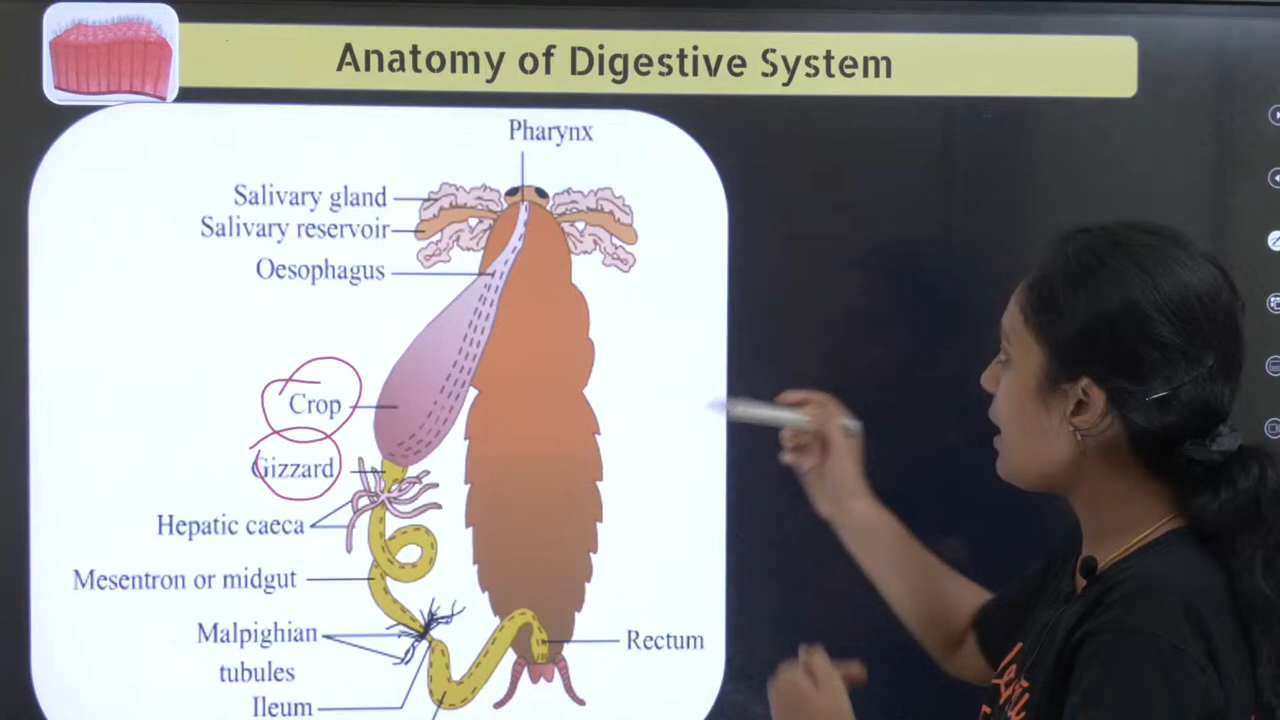 Anatomy of Digestive System
Pharynx
Salivary gland
Salivary reservoir
Oesophagus
Crop
Gizzard
Hepatic caeca
Mesentron or midgut
Malpighian
tubules
Rectum
Ileum